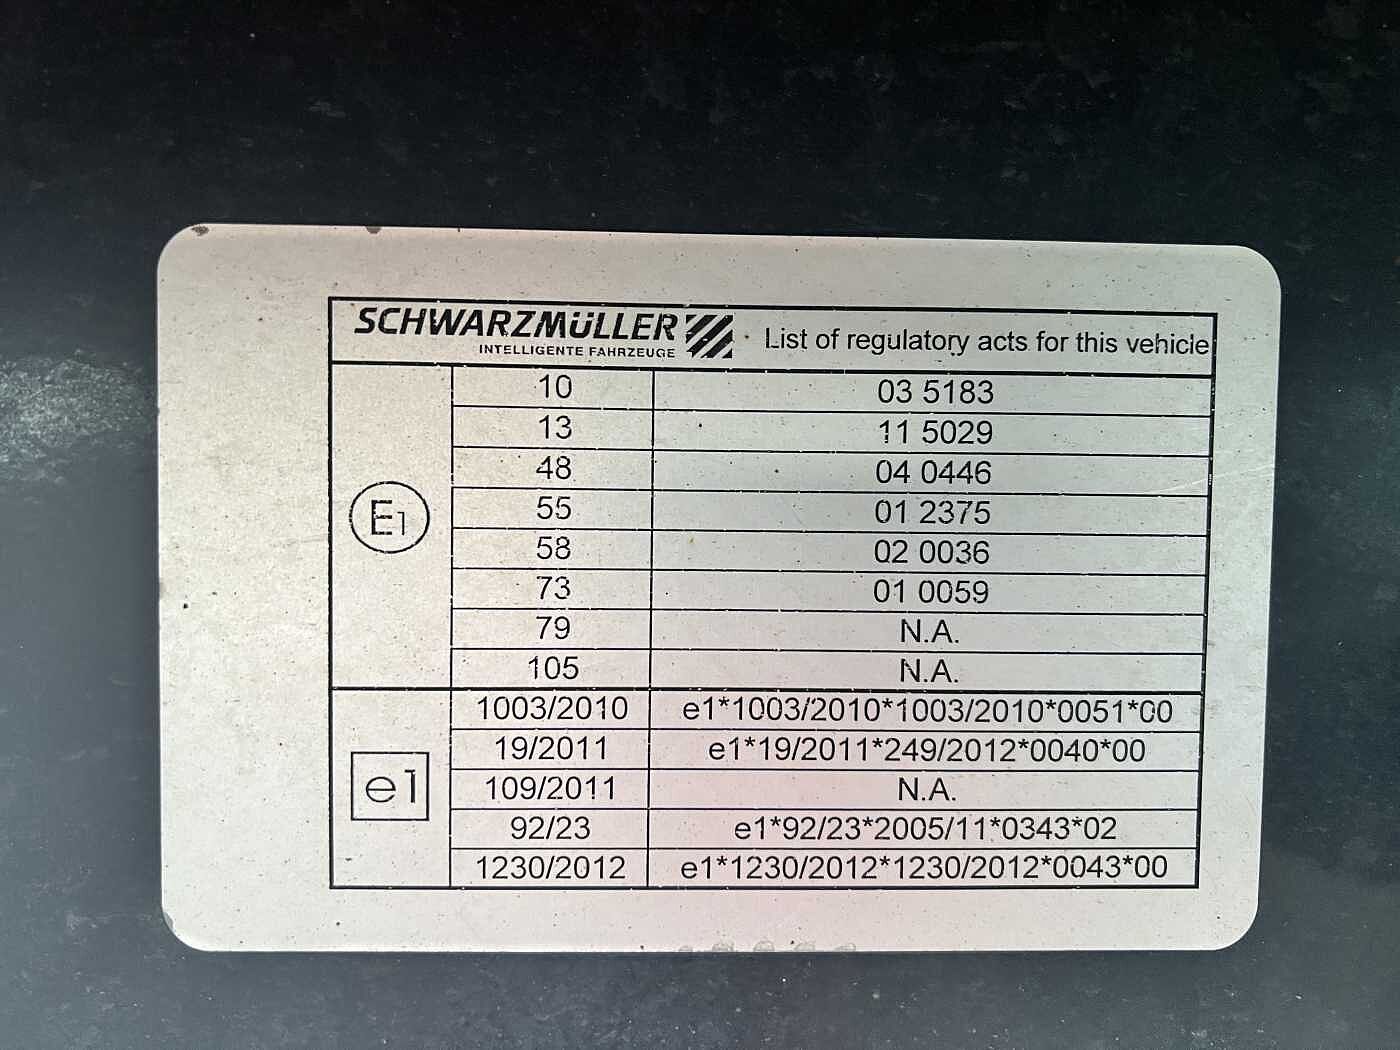 SCHWARZMÜLLER
INTELLIGENTE FAHRZEUGE
List of regulatory acts for this vehicle
E1
10 03 5183
13 11 5029
48 04 0446
55 01 2375
58 02 0036
73 01 0059
79 N.A.
105 N.A.
e1
1003/2010 e1*1003/2010*1003/2010*0051*00
19/2011 e1*19/2011*249/2012*0040*00
109/2011 N.A.
92/23 e1*92/23*2005/11*0343*02
1230/2012 e1*1230/2012*1230/2012*0043*00